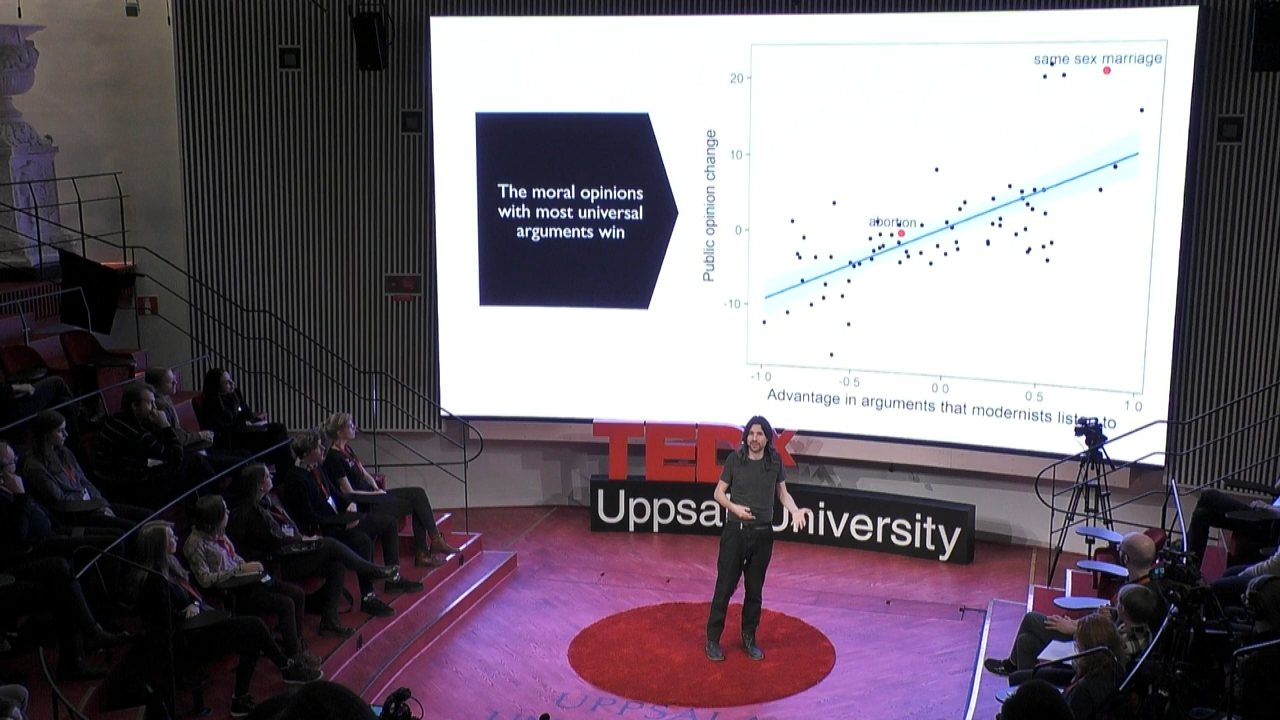 The moral opinions
with most universal
arguments win
same sex marriage
20
10
0
-10
abortion
Public opinion change
-1 0
-0 5
0 0
0 5
1 0
Advantage in arguments that modernists listen to
TEDx
Uppsala University
UPPSALA